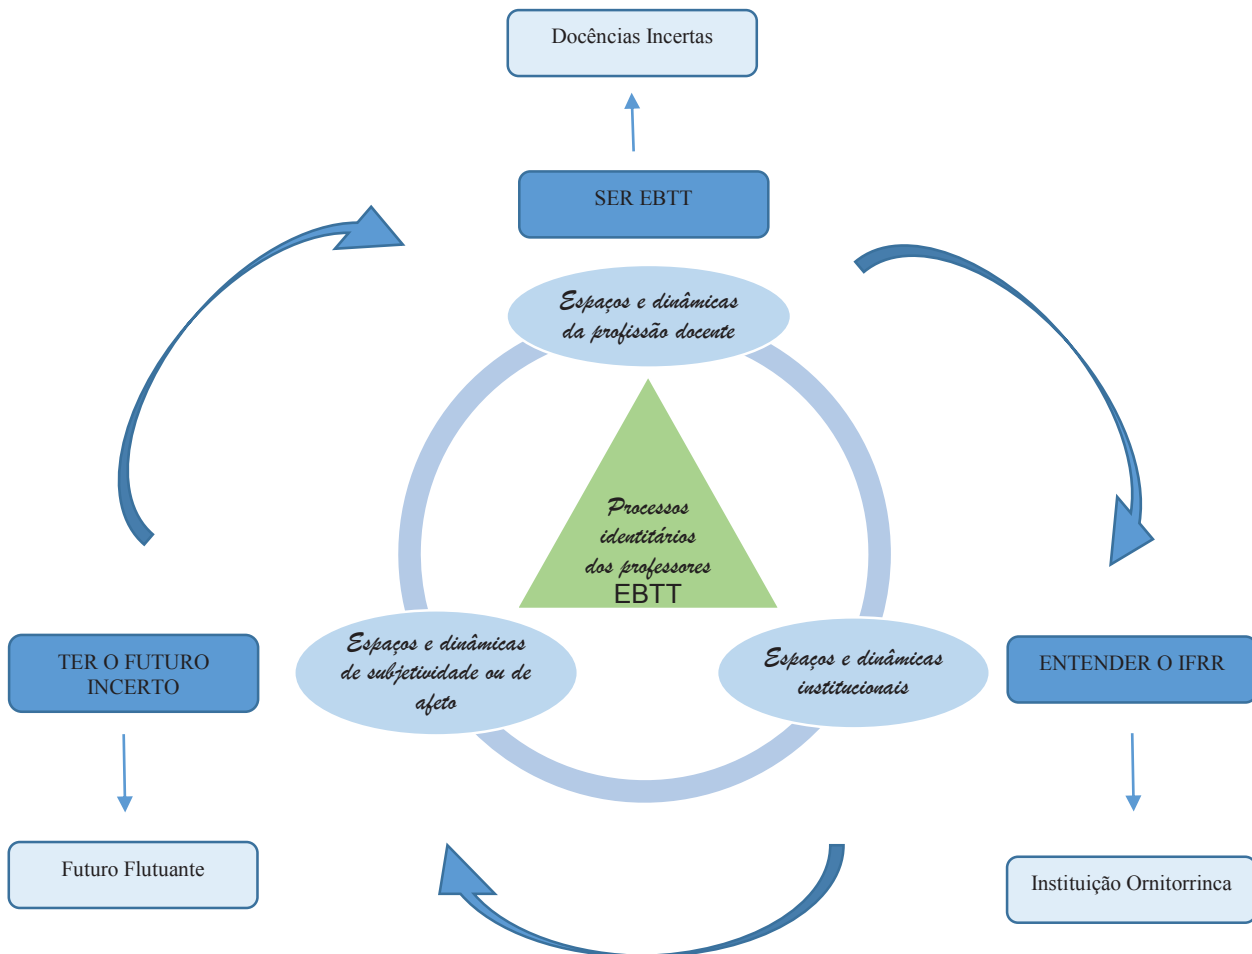 Docências Incertas
SER EBTT
Espaços e dinâmicas
da profissão docente
Processos
identitários
dos professores
EBTT
TER O FUTURO
INCERTO
Espaços e dinâmicas
de subjetividade ou de
afeto
Espaços e dinâmicas
institucionais
ENTENDER O IFRR
Futuro Flutuante
Instituição Ornitorrinca